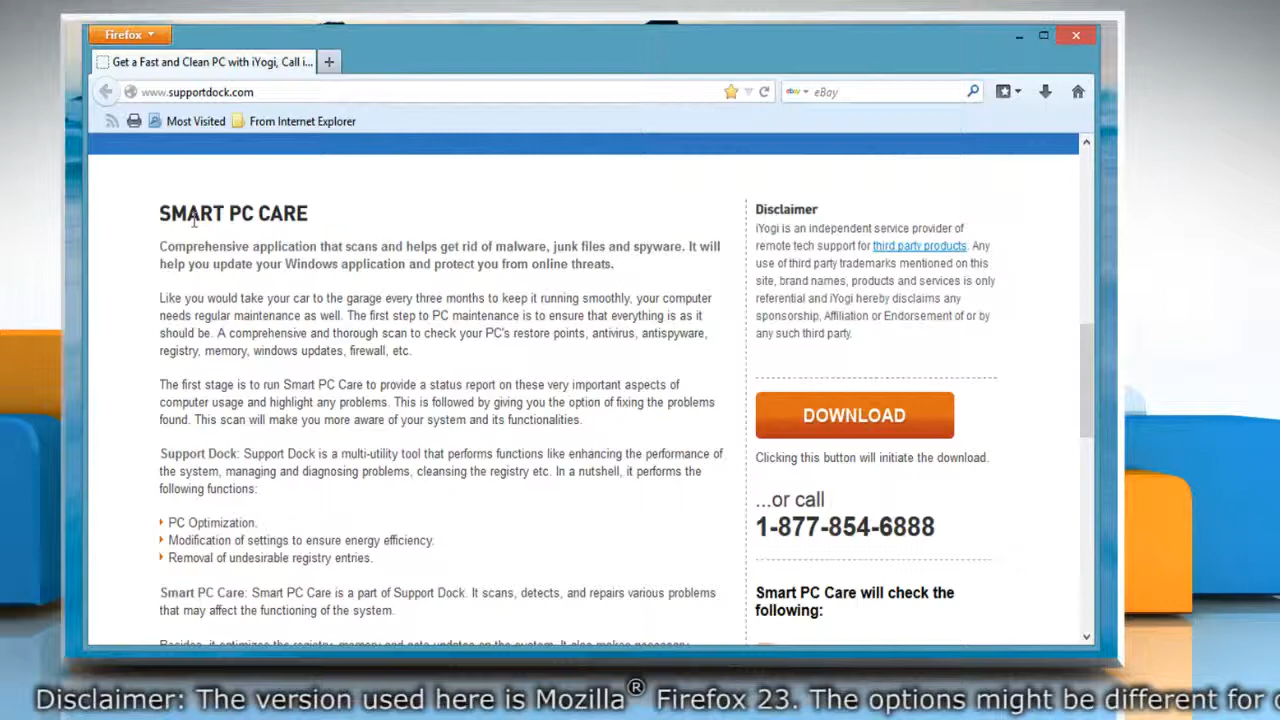 Firefox
Get a Fast and Clean PC with iYogi, Call i...
www.supportdock.com
eBay
Most Visited
From Internet Explorer
SMART PC CARE
Comprehensive application that scans and helps get rid of malware, junk files and spyware. It will
help you update your Windows application and protect you from online threats.
Like you would take your car to the garage every three months to keep it running smoothly, your computer
needs regular maintenance as well. The first step to PC maintenance is to ensure that everything is as it
should be. A comprehensive and thorough scan to check your PC's restore points, antivirus, antispyware,
registry, memory, windows updates, firewall, etc.
The first stage is to run Smart PC Care to provide a status report on these very important aspects of
computer usage and highlight any problems. This is followed by giving you the option of fixing the problems
found. This scan will make you more aware of your system and its functionalities.
Support Dock: Support Dock is a multi-utility tool that performs functions like enhancing the performance of
the system, managing and diagnosing problems, cleansing the registry etc. In a nutshell, it performs the
following functions:
PC Optimization.
Modification of settings to ensure energy efficiency.
Removal of undesirable registry entries.
Smart PC Care: Smart PC Care is a part of Support Dock. It scans, detects, and repairs various problems
that may affect the functioning of the system.
Besides, it optimizes the registry, memory and
Disclaimer
iYogi is an independent service provider of
remote tech support for third party products. Any
use of third party trademarks mentioned on this
site, brand names, products and services is only
referential and iYogi hereby disclaims any
sponsorship, Affiliation or Endorsement of or by
any such third party.
DOWNLOAD
Clicking this button will initiate the download.
...or call
1-877-854-6888
Smart PC Care will check the
following:
Disclaimer: The version used here is Mozilla® Firefox 23. The options might be different for